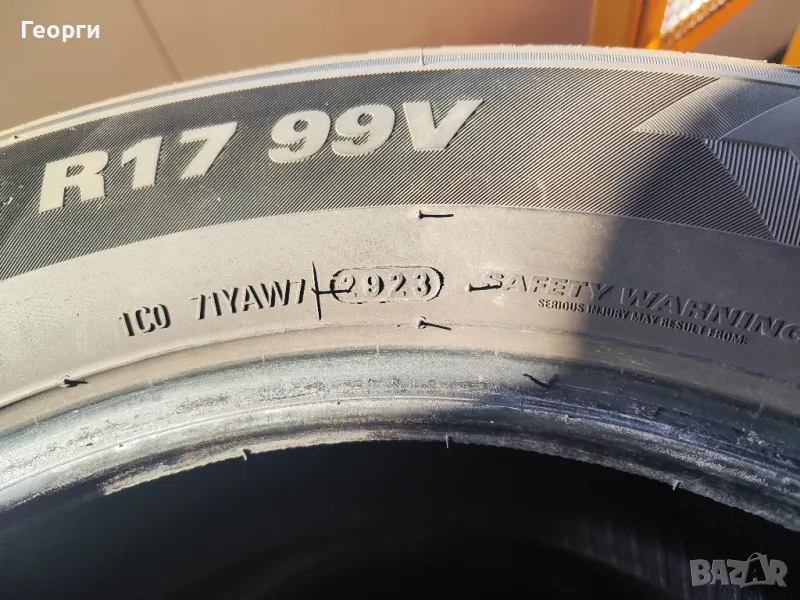 Георги
R17 99V
1C0 71YAW7 2923
SAFETY WARNING
SERIOUS INJURY MAY RESULT FROM:
BAZAR